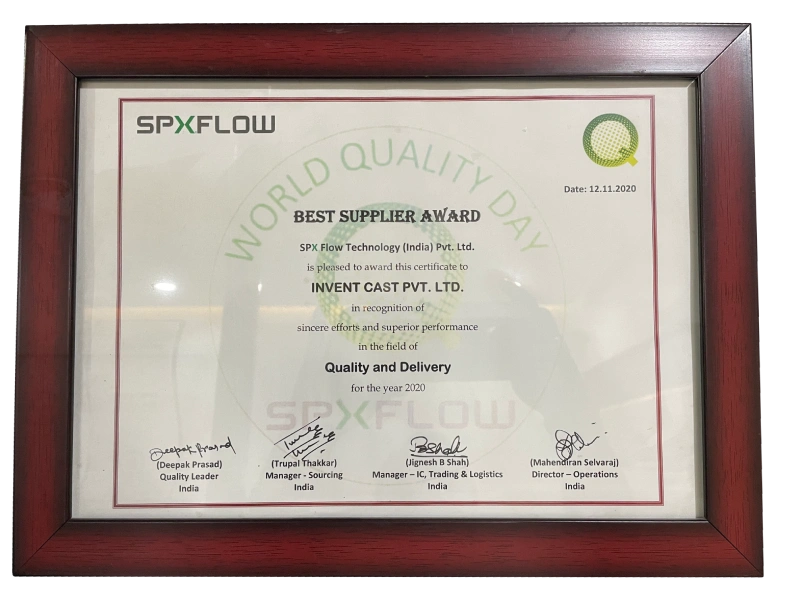 SPXFLOW
Date: 12.11.2020
WORLD QUALITY DAY
BEST SUPPLIER AWARD
SPX Flow Technology (India) Pvt. Ltd.
is pleased to award this certificate to
INVENT CAST PVT. LTD.
in recognition of
sincere efforts and superior performance
in the field of
Quality and Delivery
for the year 2020
SPXFLOW
Deepak Prasad
(Deepak Prasad) (Trupal Thakkar) (Jignesh B Shah) (Mahendiran Selvaraj)
Quality Leader Manager - Sourcing Manager – IC, Trading & Logistics Director – Operations
India India India India